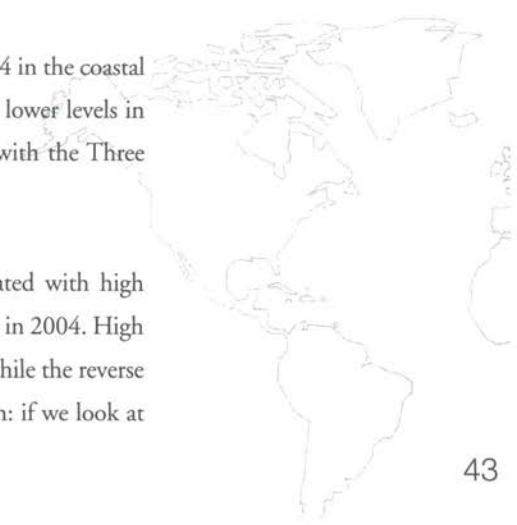 4 in the coastal
lower levels in
with the Three
ated with high
in 2004. High
hile the reverse
n: if we look at
43